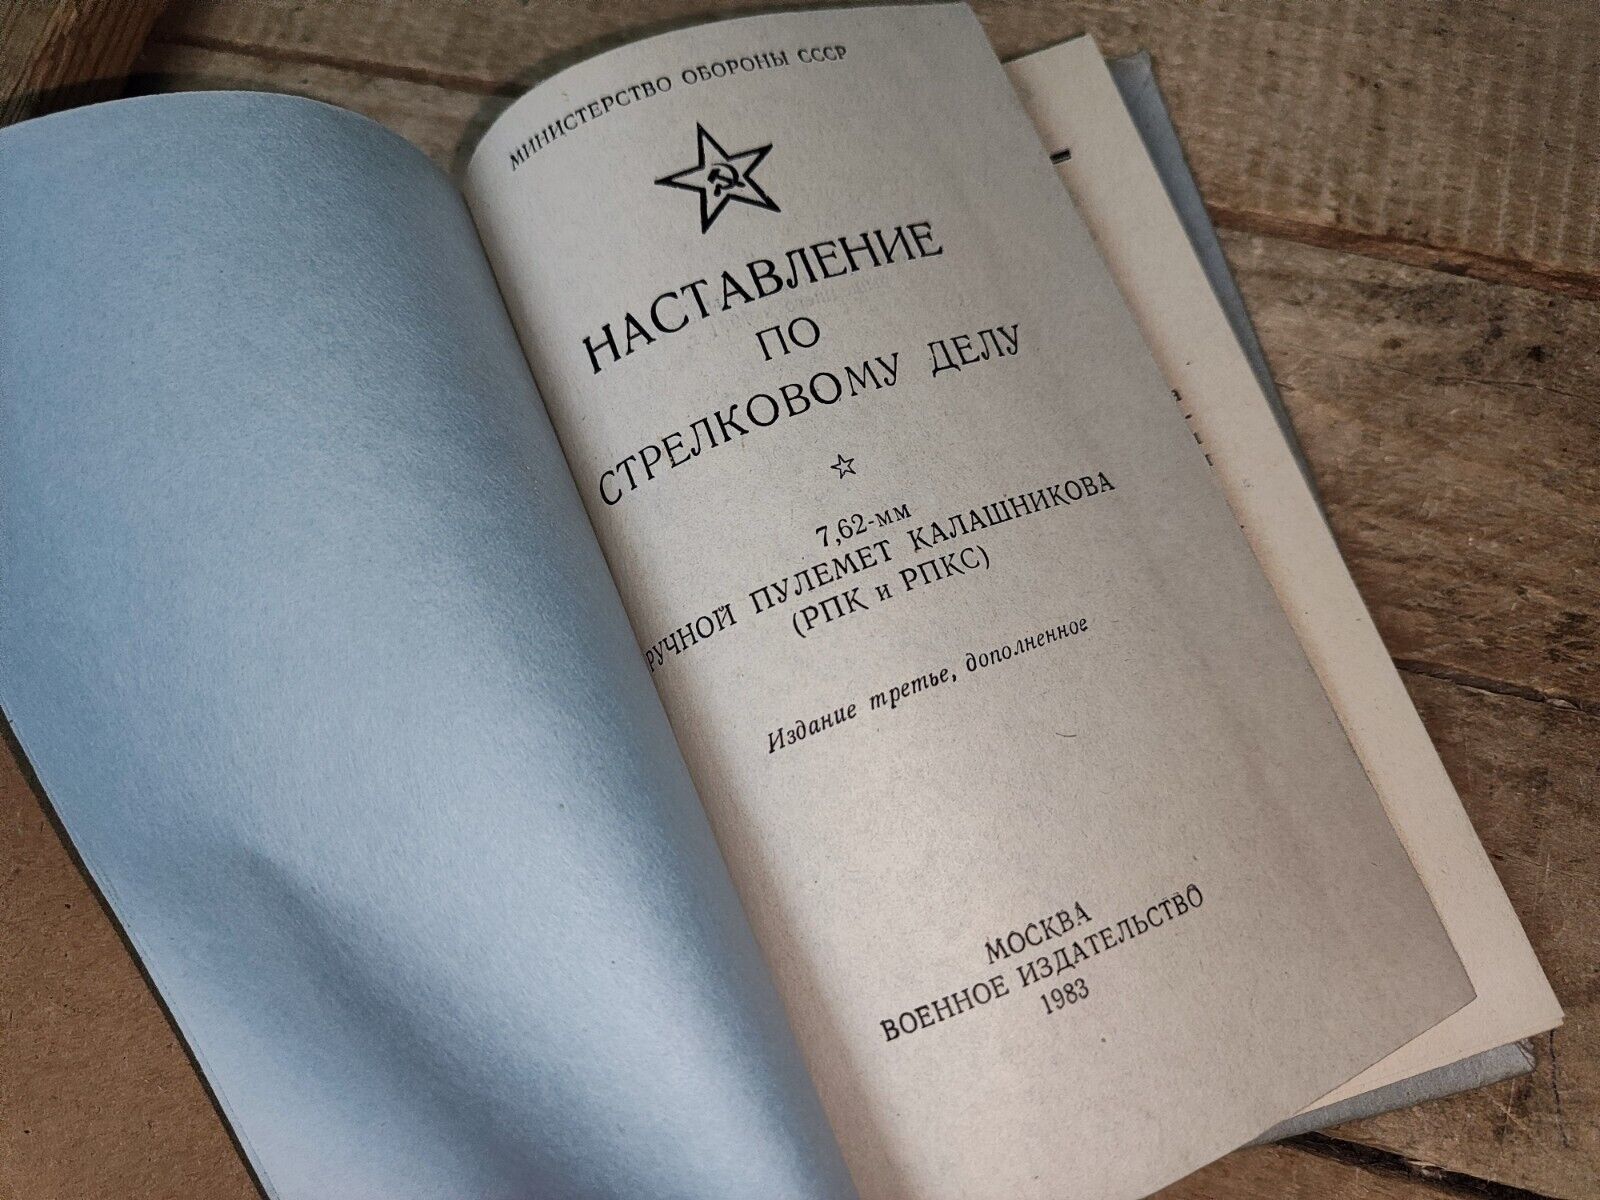 МИНИСТЕРСТВО ОБОРОНЫ СССР
НАСТАВЛЕНИЕ
ПО
СТРЕЛКОВОМУ ДЕЛУ
7,62-мм
РУЧНОЙ ПУЛЕМЕТ КАЛАШНИКОВА
(РПК и РПКС)
Издание третье, дополненное
МОСКВА
ВОЕННОЕ ИЗДАТЕЛЬСТВО
1983